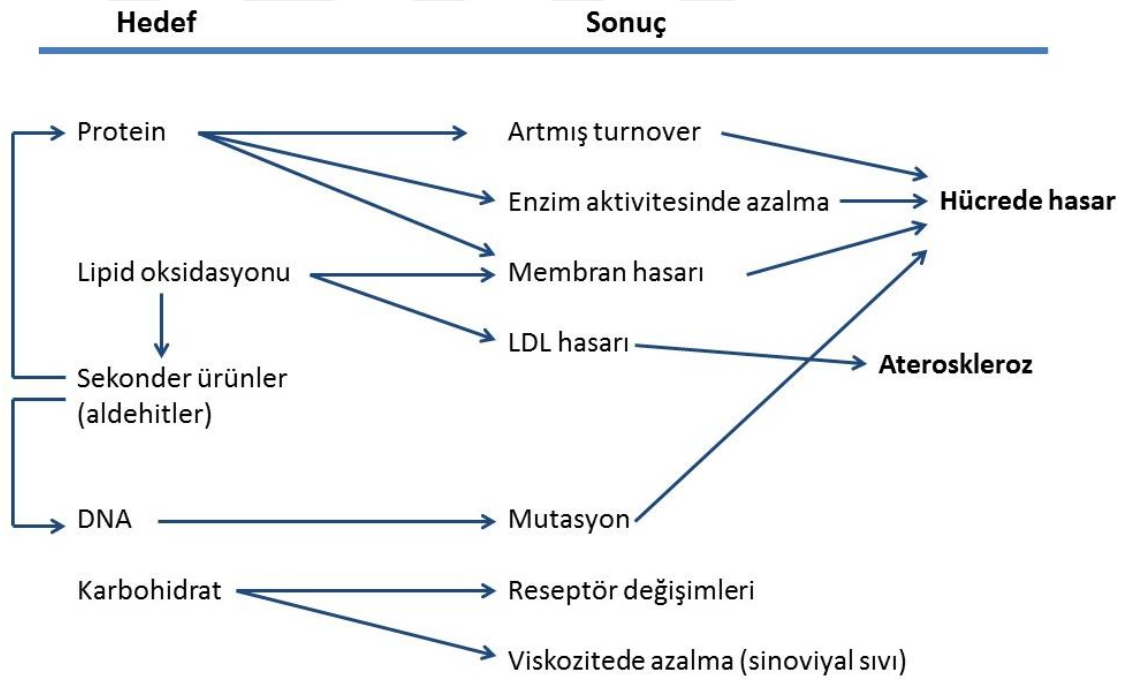 Hedef Sonuç
Protein Artmış turnover
Enzim aktivitesinde azalma Hücrede hasar
Lipid oksidasyonu Membran hasarı
LDL hasarı
Ateroskleroz
Sekonder ürünler
(aldehitler)
DNA Mutasyon
Karbohidrat Reseptör değişimleri
Viskozitede azalma (sinoviyal sıvı)